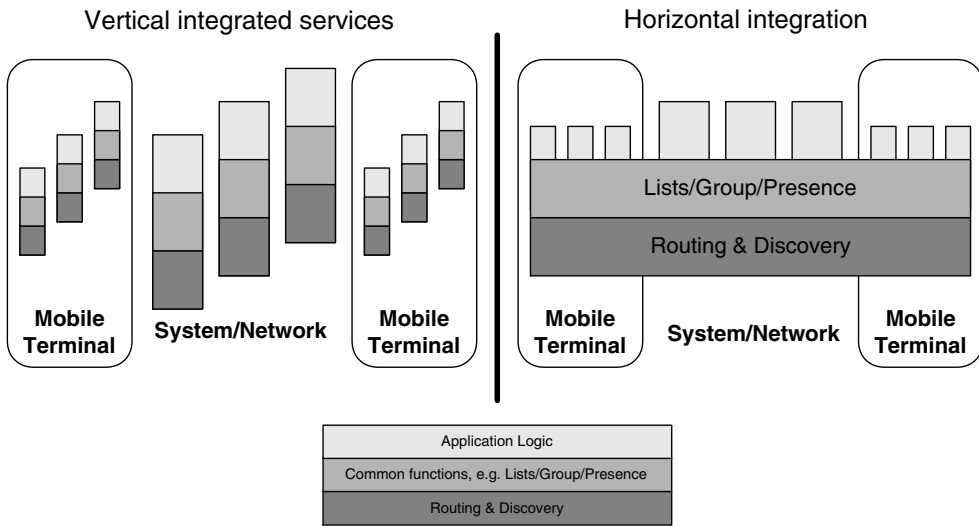 Vertical integrated services
Horizontal integration
Lists/Group/Presence
Routing & Discovery
Mobile
Terminal
System/Network
Mobile
Terminal
Mobile
Terminal
System/Network
Mobile
Terminal
Application Logic
Common functions, e.g. Lists/Group/Presence
Routing & Discovery